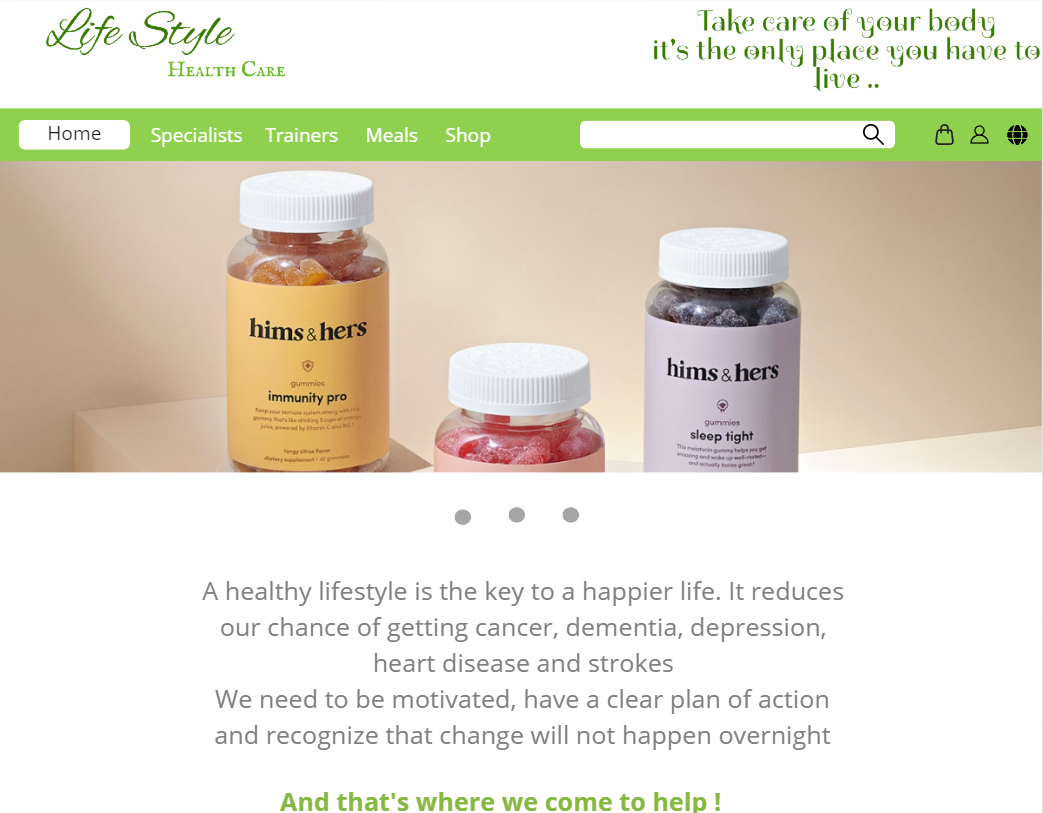 Life Style
Health Care
Take care of your body
it's the only place you have to
live ..
Home
Specialists
Trainers
Meals
Shop
hims & hers
gummies
immunity pro
Keep your immune system strong with this
gummy that's like drinking 5 cups of orange
juice, powered by Vitamin C and
tangy citrus flavor
dietary supplement / 42 gummies
hims & hers
gummies
sleep tight
This melatonin gummy helps you get
snoozing and wake up well-rested—
and actually tastes great.
A healthy lifestyle is the key to a happier life. It reduces
our chance of getting cancer, dementia, depression,
heart disease and strokes
We need to be motivated, have a clear plan of action
and recognize that change will not happen overnight
And that's where we come to help !